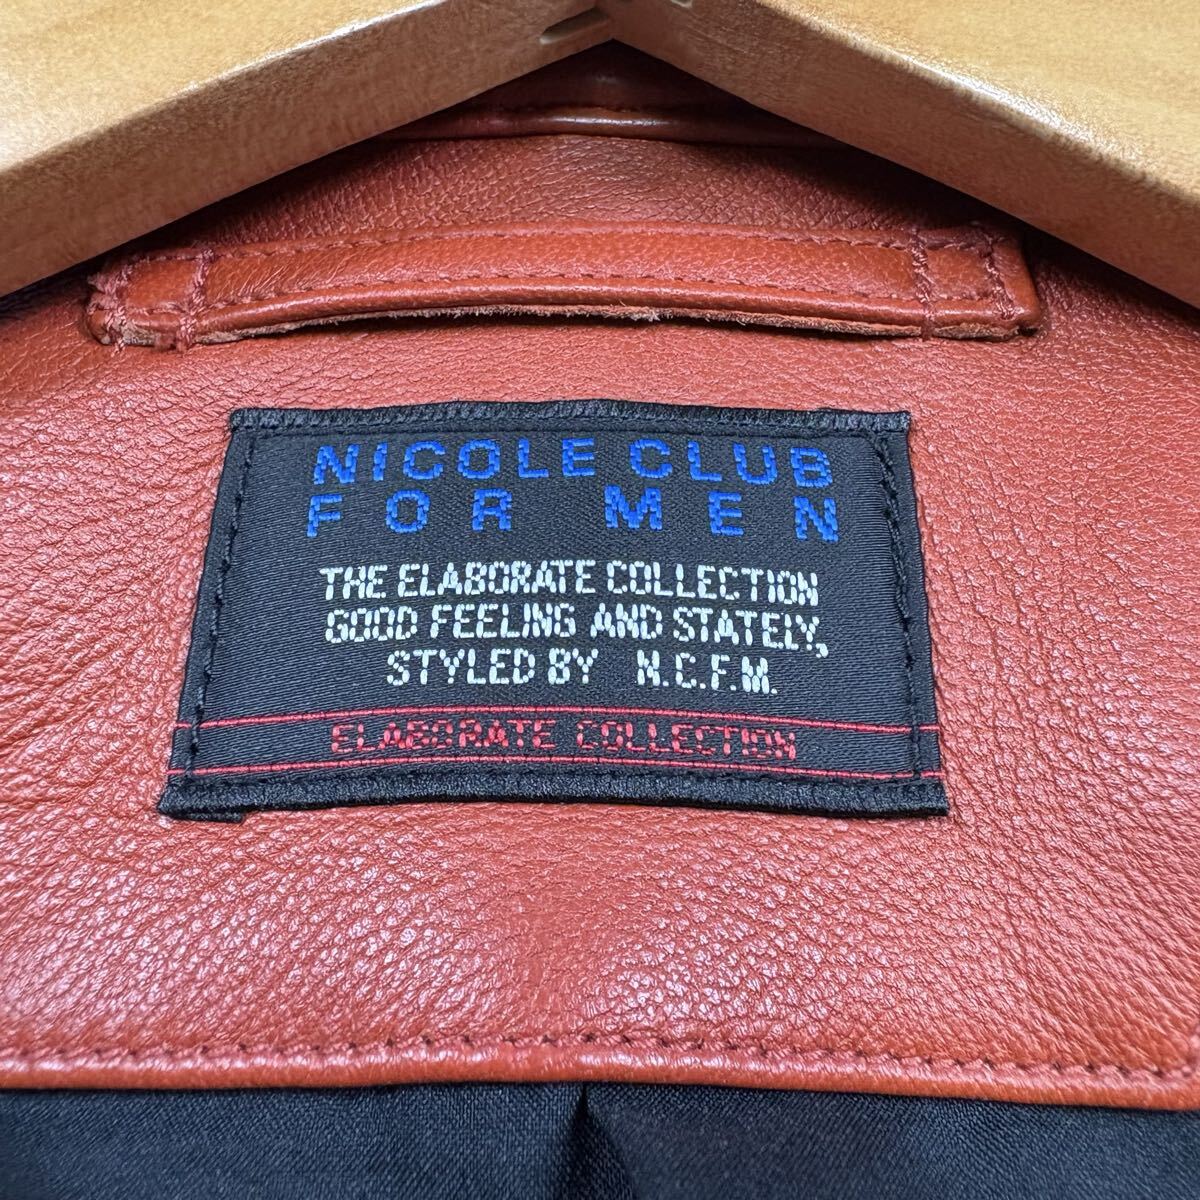 NICOLE CLUB
FOR MEN
THE ELABORATE COLLECTION
GOOD FEELING AND STATELY,
STYLED BY N.C.F.M.
ELABORATE COLLECTION